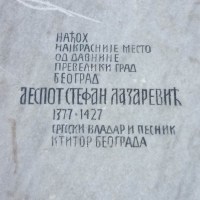 НАЂОХ
НАЈКРАСНИЈЕ МЕСТО
ОД ДАВНИНЕ
ПРЕВЕЛИКИ ГРАД
БЕОГРАД
ДЕСПОТ СТЕФАН ЛАЗАРЕВИЋ
1377-1427
СРПСКИ ВЛАДАР И ПЕСНИК
КТИТОР БЕОГРАДА